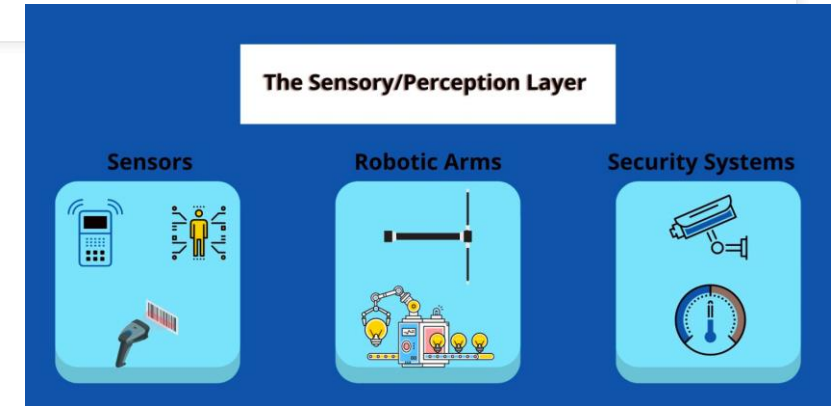 The Sensory/Perception Layer
Sensors
Robotic Arms
Security Systems